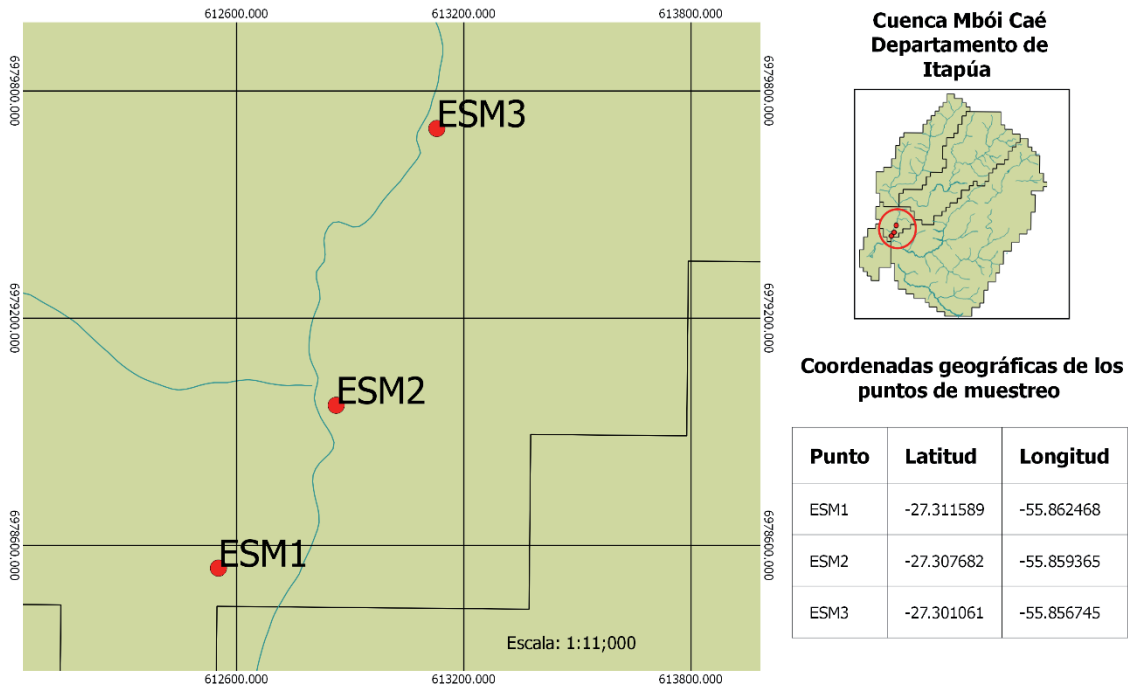 612600.000 613200.000 613800.000
6979800.000 6979800.000
ESM3
6979200.000 6979200.000
ESM2
6978600.000 6978600.000
ESM1
Escala: 1:11;000
612600.000 613200.000 613800.000
Cuenca Mbói Caé
Departamento de
Itapúa
Coordenadas geográficas de los
puntos de muestreo
Punto Latitud Longitud
ESM1 -27.311589 -55.862468
ESM2 -27.307682 -55.859365
ESM3 -27.301061 -55.856745